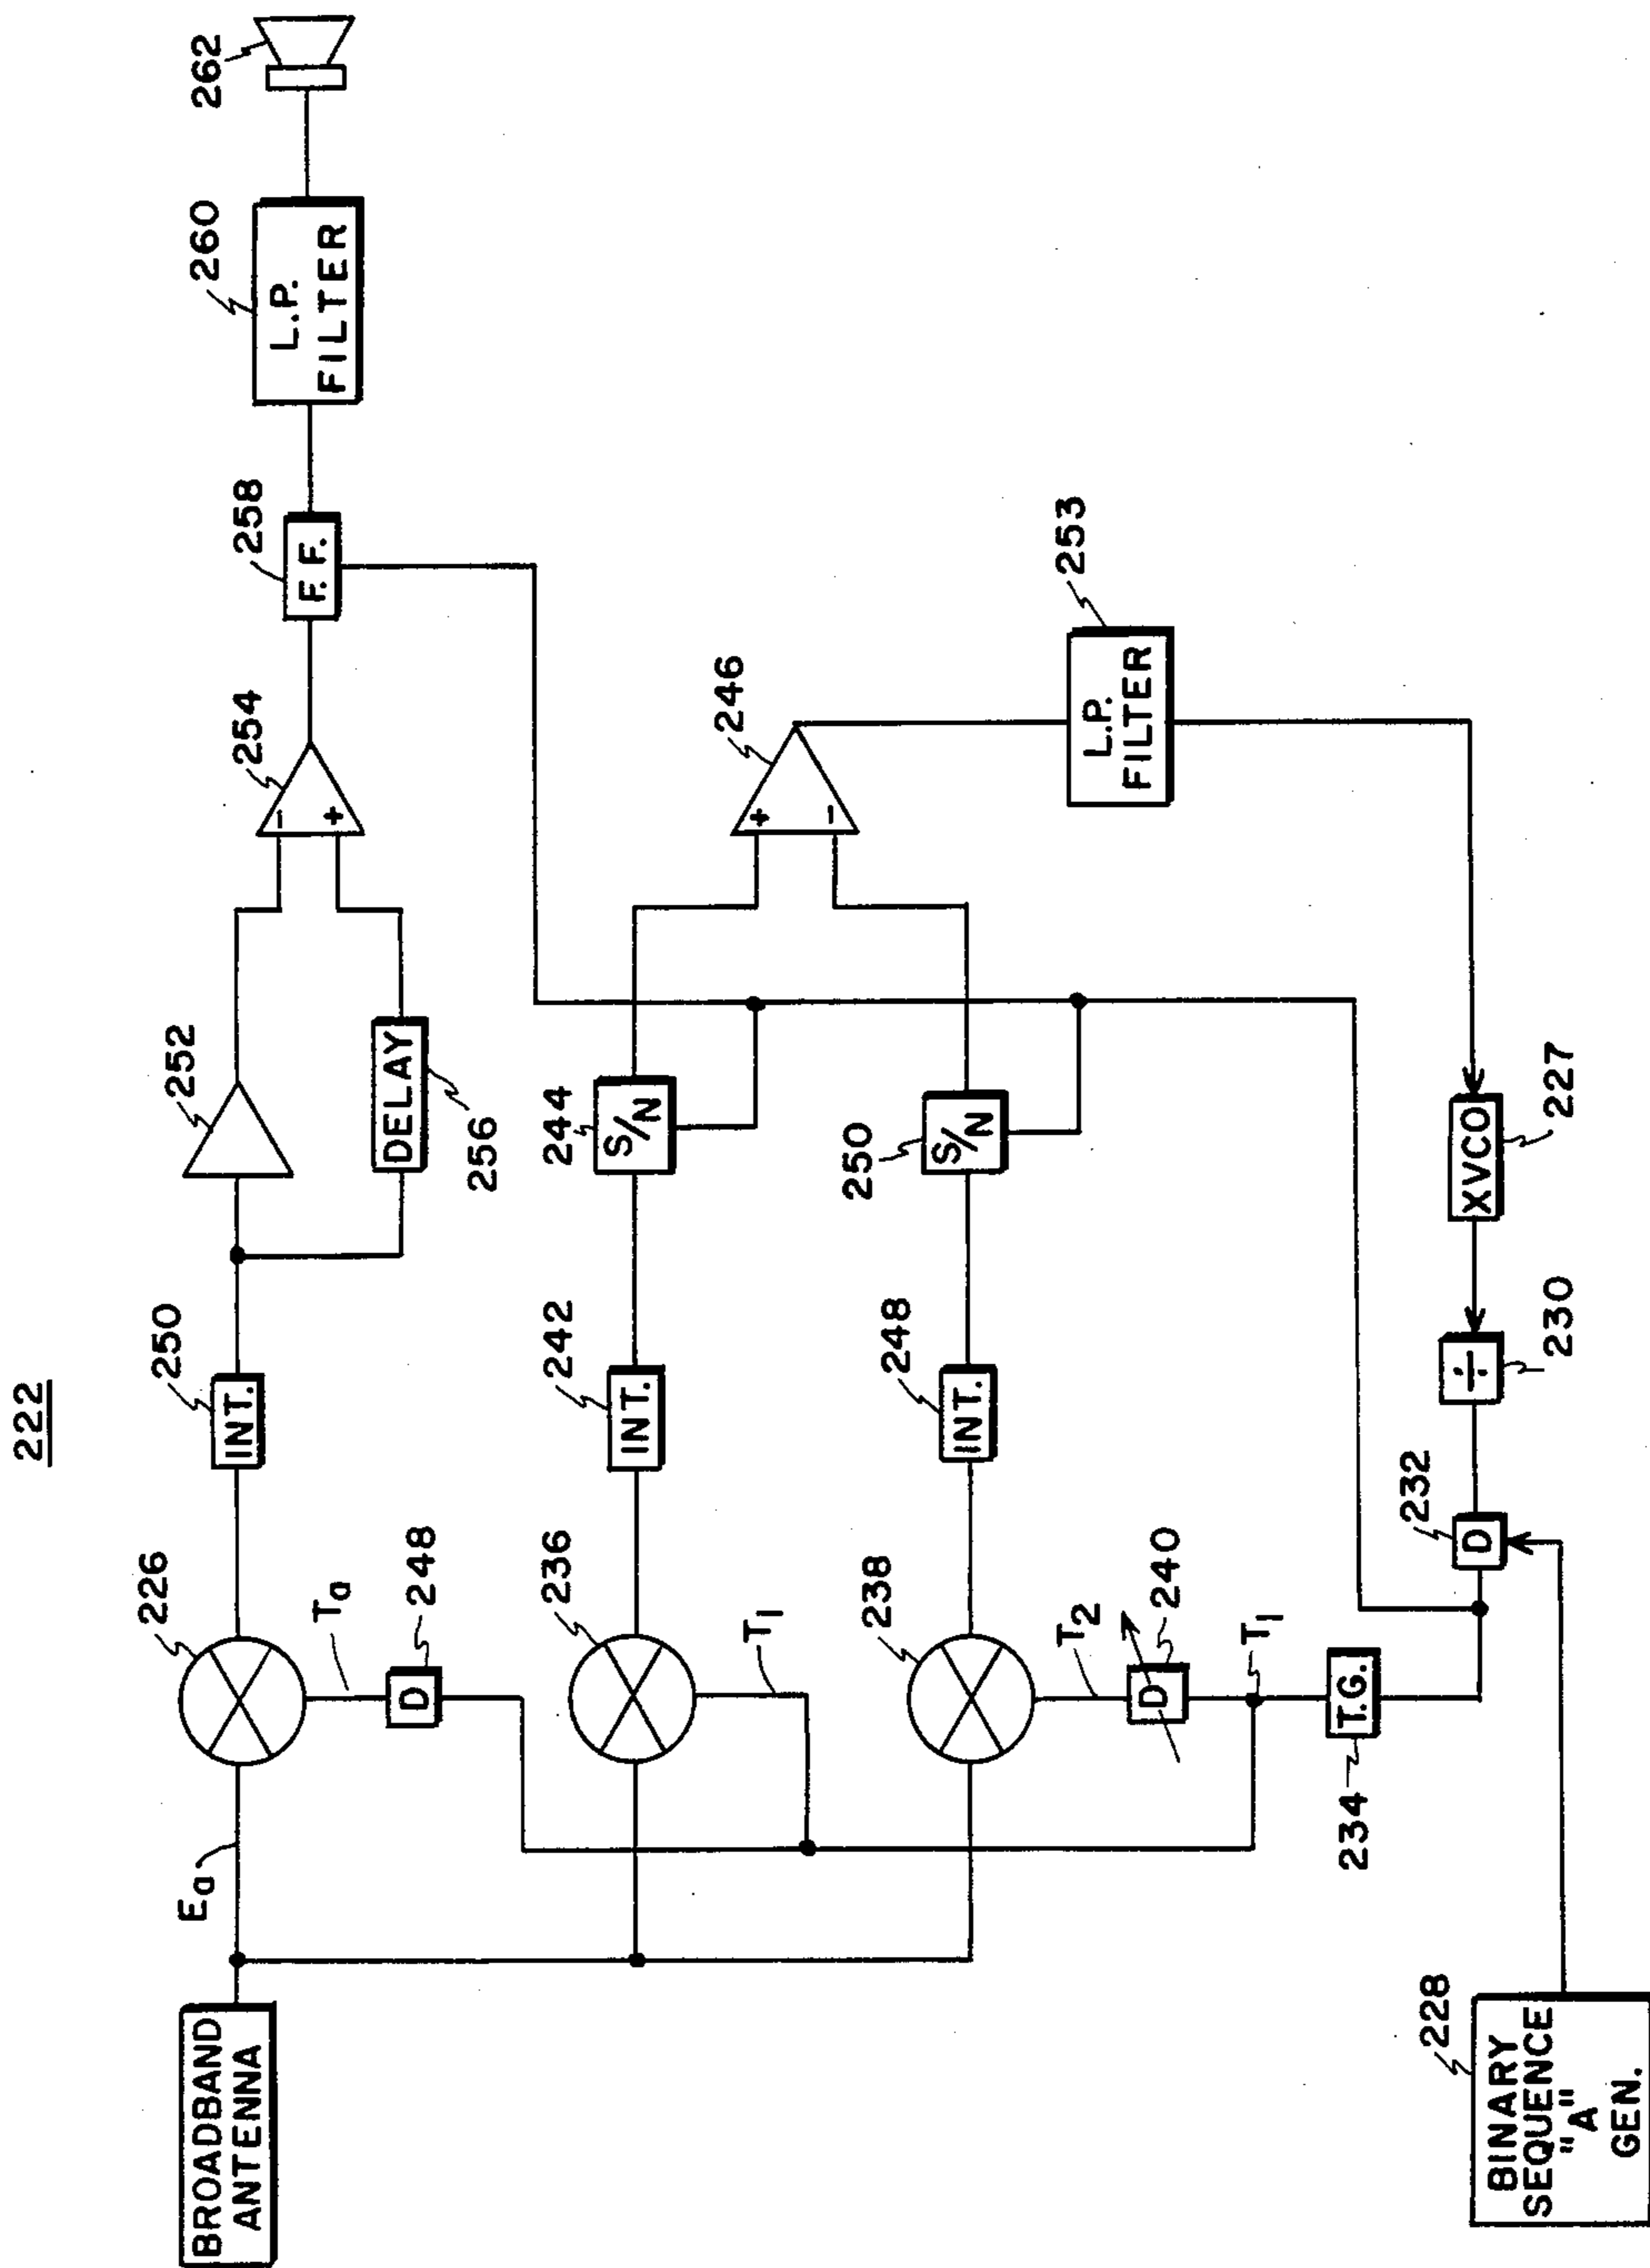 222
BROADBAND
ANTENNA
Ea
226
Ta
248
D
250
INT.
252
DELAY
256
254
-
+
258
F.F.
260
L.P.
FILTER
262
236
T1
242
INT.
244
S/N
246
+
-
253
L.P.
FILTER
238
T2
240
D
T1
248
INT.
250
S/N
234
T.G.
228
BINARY
SEQUENCE
"A"
GEN.
232
D
÷
230
XVCO
227